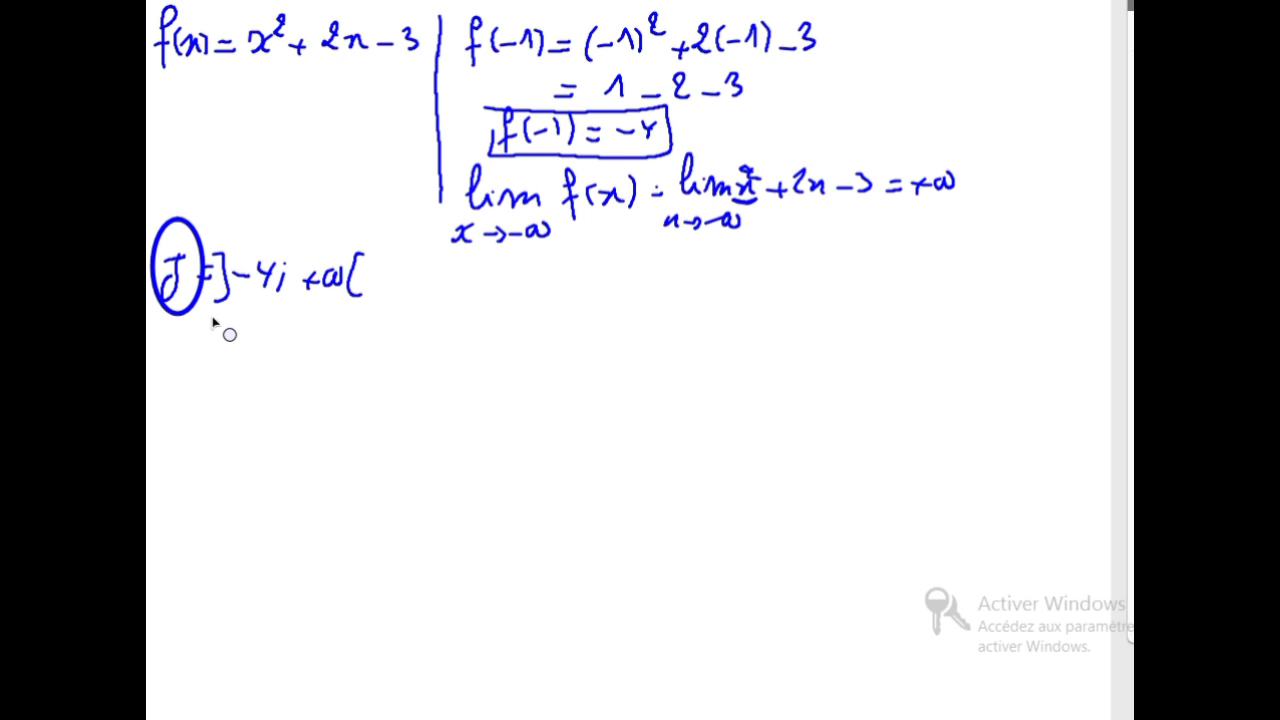 f(x) = x² + 2x - 3
f(-1) = (-1)² + 2(-1) - 3
= 1 - 2 - 3
f(-1) = -4
lim f(x) = lim x² + 2x - 3 = +∞
x → -∞ x → -∞
J = ]-4; +∞[
Activer Windows
Accédez aux paramètre
activer Windows.